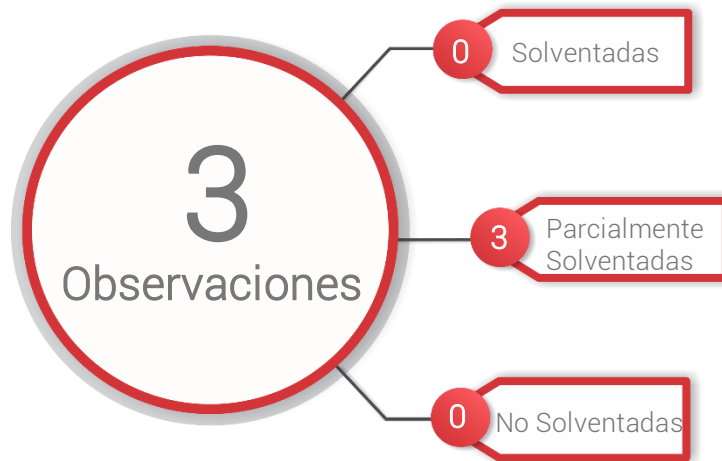 3
Observaciones
0
Solventadas
3
Parcialmente
Solventadas
0
No Solventadas